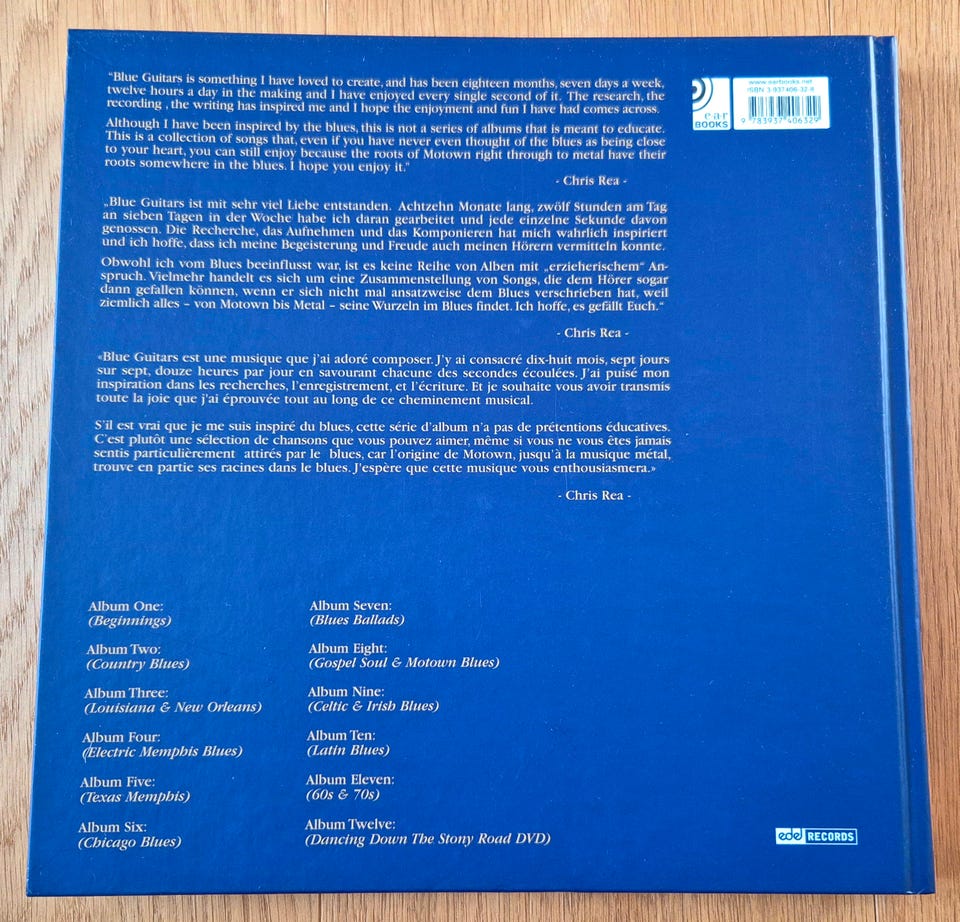 "Blue Guitars is something I have loved to create, and has been eighteen months, seven days a week,
twelve hours a day in the making and I have enjoyed every single second of it. The research, the
recording , the writing has inspired me and I hope the enjoyment and fun I have had comes across.
Although I have been inspired by the blues, this is not a series of albums that is meant to educate.
This is a collection of songs that, even if you have never even thought of the blues as being close
to your heart, you can still enjoy because the roots of Motown right through to metal have their
roots somewhere in the blues. I hope you enjoy it."
- Chris Rea -
„Blue Guitars ist mit sehr viel Liebe entstanden. Achtzehn Monate lang, zwölf Stunden am Tag
an sieben Tagen in der Woche habe ich daran gearbeitet und jede einzelne Sekunde davon
genossen. Die Recherche, das Aufnehmen und das Komponieren hat mich wahrlich inspiriert
und ich hoffe, dass ich meine Begeisterung und Freude auch meinen Hörern vermitteln konnte.
Obwohl ich vom Blues beeinflusst war, ist es keine Reihe von Alben mit „erzieherischem" An-
spruch. Vielmehr handelt es sich um eine Zusammenstellung von Songs, die dem Hörer sogar
dann gefallen können, wenn er sich nicht mal ansatzweise dem Blues verschrieben hat, weil
ziemlich alles – von Motown bis Metal – seine Wurzeln im Blues findet. Ich hoffe, es gefällt Euch."
- Chris Rea -
«Blue Guitars est une musique que j'ai adoré composer. J'y ai consacré dix-huit mois, sept jours
sur sept, douze heures par jour en savourant chacune des secondes écoulées. J'ai puisé mon
inspiration dans les recherches, l'enregistrement, et l'écriture. Et je souhaite vous avoir transmis
toute la joie que j'ai éprouvée tout au long de ce cheminement musical.
S'il est vrai que je me suis inspiré du blues, cette série d'album n'a pas de prétentions éducatives.
C'est plutôt une sélection de chansons que vous pouvez aimer, même si vous ne vous êtes jamais
sentis particulièrement attirés par le blues, car l'origine de Motown, jusqu'à la musique métal,
trouve en partie ses racines dans le blues. J'espère que cette musique vous enthousiasmera.»
- Chris Rea -
e·a·r
BOOKS
www.earbooks.net
ISBN 3-937406-32-8
9 783937 406329
Album One:
(Beginnings)
Album Two:
(Country Blues)
Album Three:
(Louisiana & New Orleans)
Album Four:
(Electric Memphis Blues)
Album Five:
(Texas Memphis)
Album Six:
(Chicago Blues)
Album Seven:
(Blues Ballads)
Album Eight:
(Gospel Soul & Motown Blues)
Album Nine:
(Celtic & Irish Blues)
Album Ten:
(Latin Blues)
Album Eleven:
(60s & 70s)
Album Twelve:
(Dancing Down The Stony Road DVD)
edel RECORDS